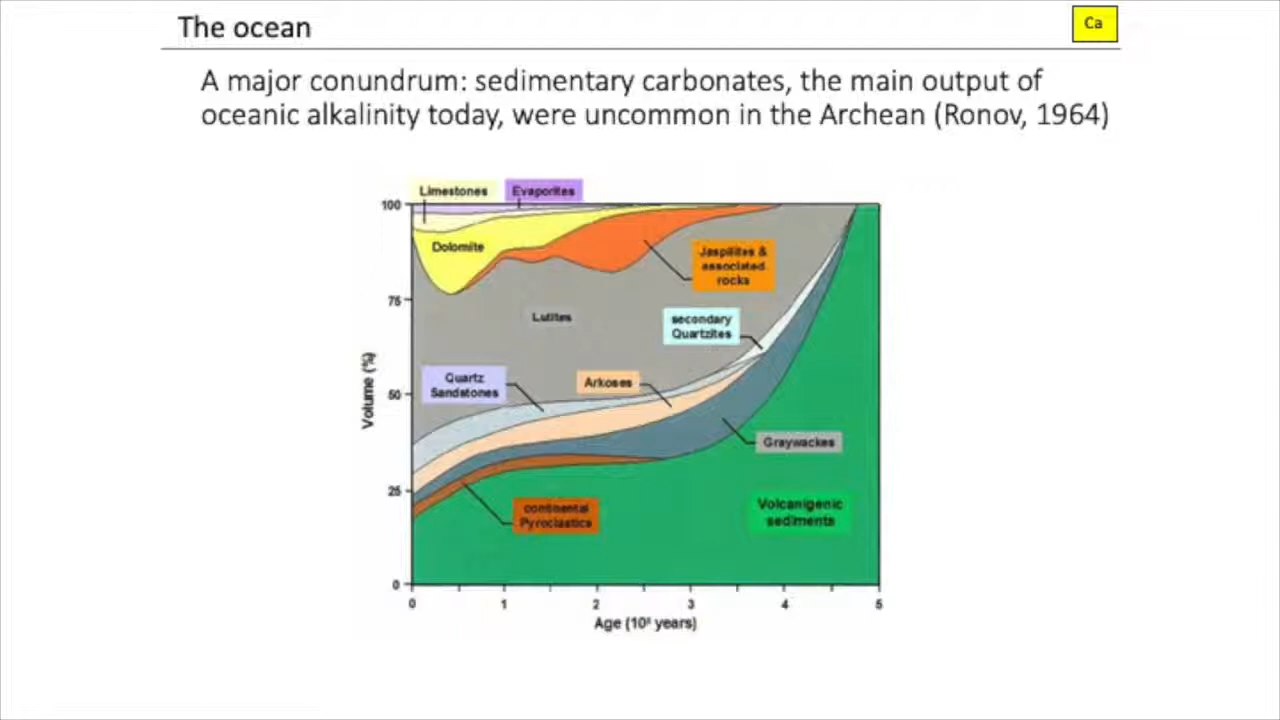 The ocean
Ca
A major conundrum: sedimentary carbonates, the main output of
oceanic alkalinity today, were uncommon in the Archean (Ronov, 1964)
Limestones
Evaporites
100
Dolomite
Jaspilites &
associated
rocks
75
Lutites
secondary
Quartzites
Volume (%)
Quartz
Sandstones
Arkoses
50
Graywackes
25
continental
Pyroclastics
Volcanigenic
sediments
0
0 1 2 3 4 5
Age (10⁹ years)